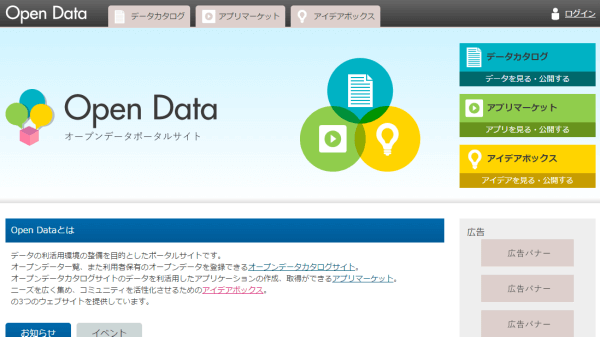 Open Data
データカタログ
アプリマーケット
アイデアボックス
ログイン
Open Data
オープンデータポータルサイト
データカタログ
データを見る・公開する
アプリマーケット
アプリを見る・公開する
アイデアボックス
アイデアを見る・公開する
Open Dataとは
データの利活用環境の整備を目的としたポータルサイトです。
オープンデータ一覧、また利用者保有のオープンデータを登録できるオープンデータカタログサイト。
オープンデータカタログサイトのデータを利活用したアプリケーションの作成、取得ができるアプリマーケット。
ニーズを広く集め、コミュニティを活性化させるためのアイデアボックス。
の3つのウェブサイトを提供しています。
お知らせ
イベント
広告
広告バナー
広告バナー
広告バナー